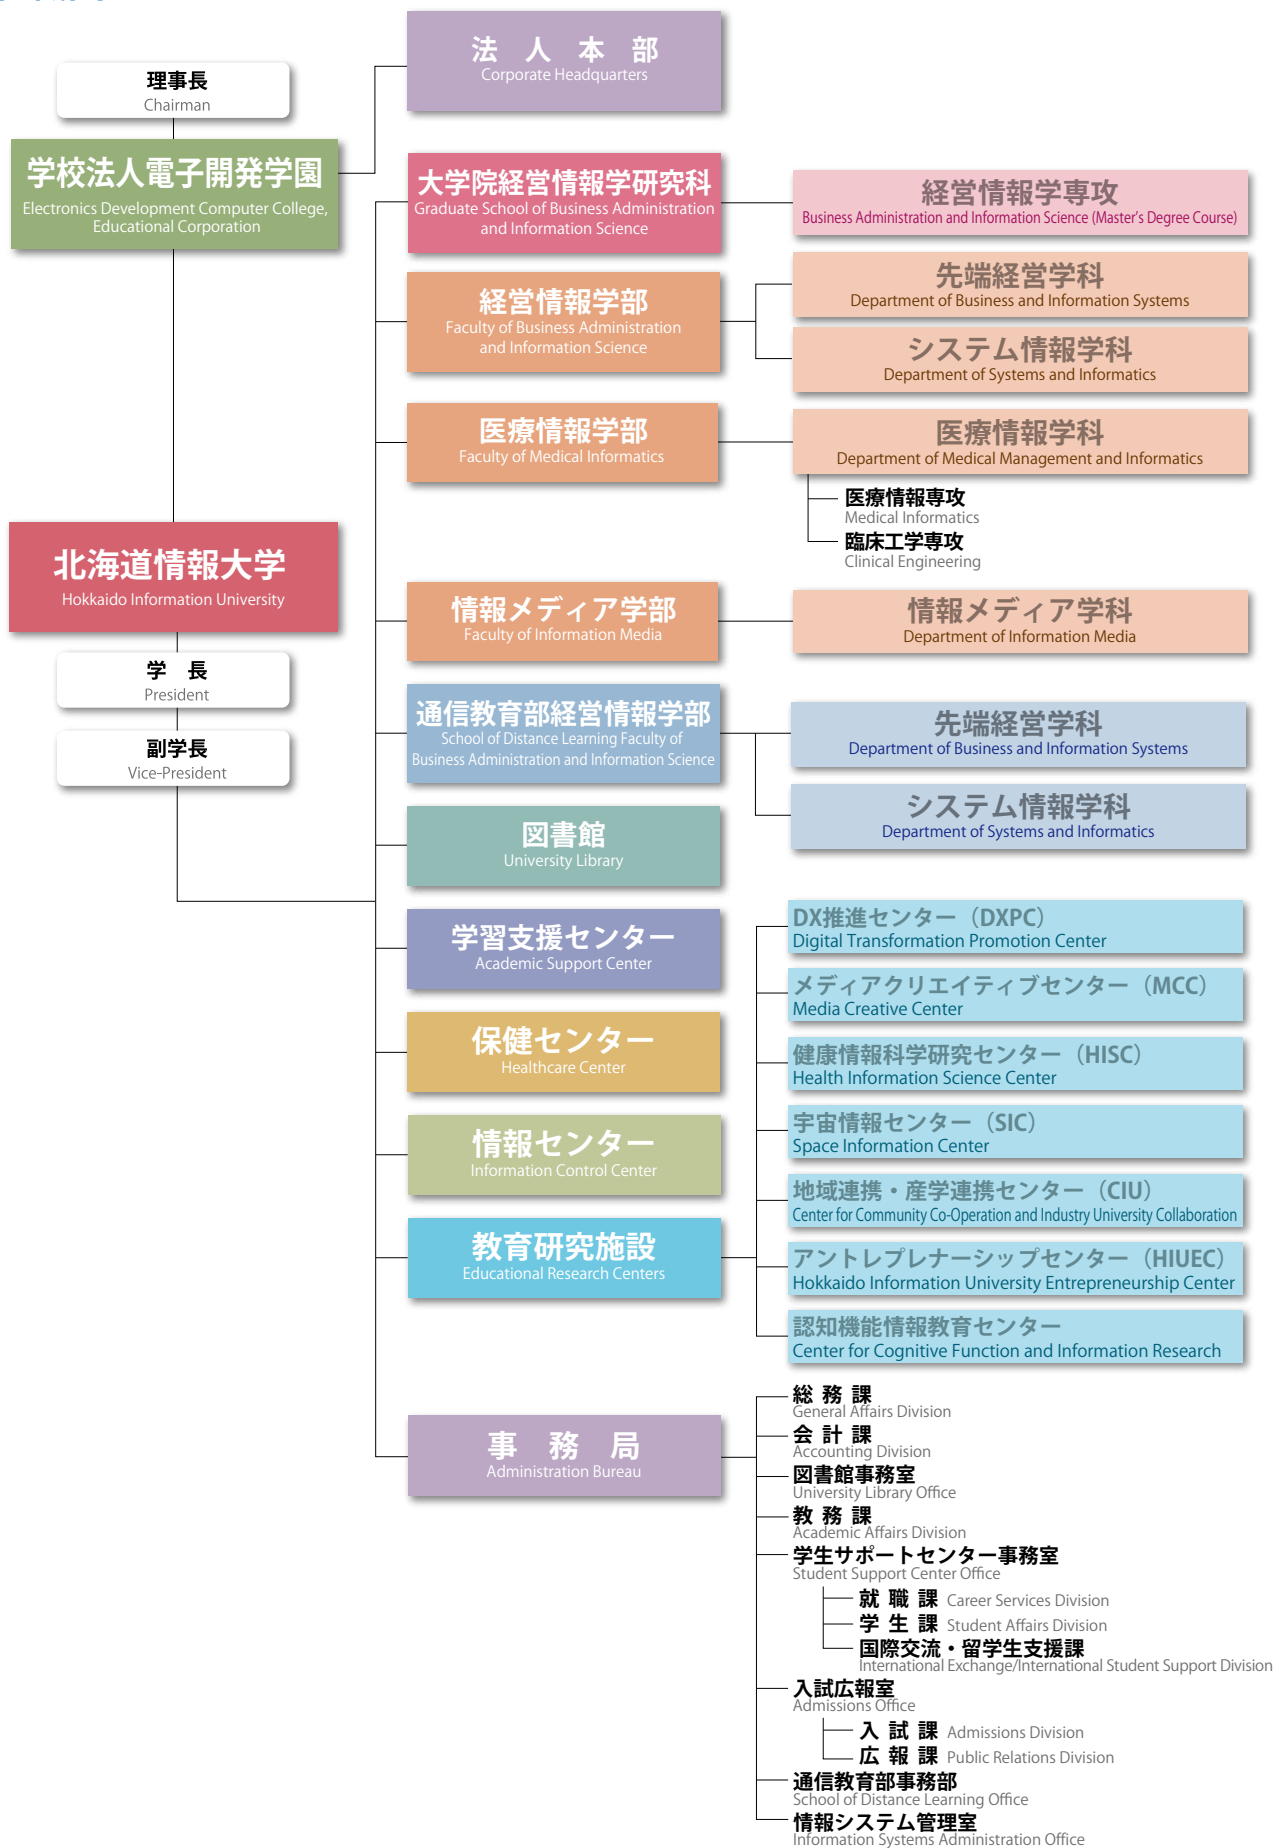 法人本部
Corporate Headquarters
理事長
Chairman
学校法人電子開発学園
Electronics Development Computer College,
Educational Corporation
北海道情報大学
Hokkaido Information University
学長
President
副学長
Vice-President
大学院経営情報学研究科
Graduate School of Business Administration
and Information Science
経営情報学専攻
Business Administration and Information Science (Master's Degree Course)
経営情報学部
Faculty of Business Administration
and Information Science
先端経営学科
Department of Business and Information Systems
システム情報学科
Department of Systems and Informatics
医療情報学部
Faculty of Medical Informatics
医療情報学科
Department of Medical Management and Informatics
医療情報専攻
Medical Informatics
臨床工学専攻
Clinical Engineering
情報メディア学部
Faculty of Information Media
情報メディア学科
Department of Information Media
通信教育部経営情報学部
School of Distance Learning Faculty of
Business Administration and Information Science
先端経営学科
Department of Business and Information Systems
システム情報学科
Department of Systems and Informatics
図書館
University Library
学習支援センター
Academic Support Center
保健センター
Healthcare Center
情報センター
Information Control Center
教育研究施設
Educational Research Centers
DX推進センター（DXPC）
Digital Transformation Promotion Center
メディアクリエイティブセンター（MCC）
Media Creative Center
健康情報科学研究センター（HISC）
Health Information Science Center
宇宙情報センター（SIC）
Space Information Center
地域連携・産学連携センター（CIU）
Center for Community Co-Operation and Industry University Collaboration
アントレプレナーシップセンター（HIUEC）
Hokkaido Information University Entrepreneurship Center
認知機能情報教育センター
Center for Cognitive Function and Information Research
事務局
Administration Bureau
総務課
General Affairs Division
会計課
Accounting Division
図書館事務室
University Library Office
教務課
Academic Affairs Division
学生サポートセンター事務室
Student Support Center Office
就職課 Career Services Division
学生課 Student Affairs Division
国際交流・留学生支援課
International Exchange/International Student Support Division
入試広報室
Admissions Office
入試課 Admissions Division
広報課 Public Relations Division
通信教育部事務部
School of Distance Learning Office
情報システム管理室
Information Systems Administration Office